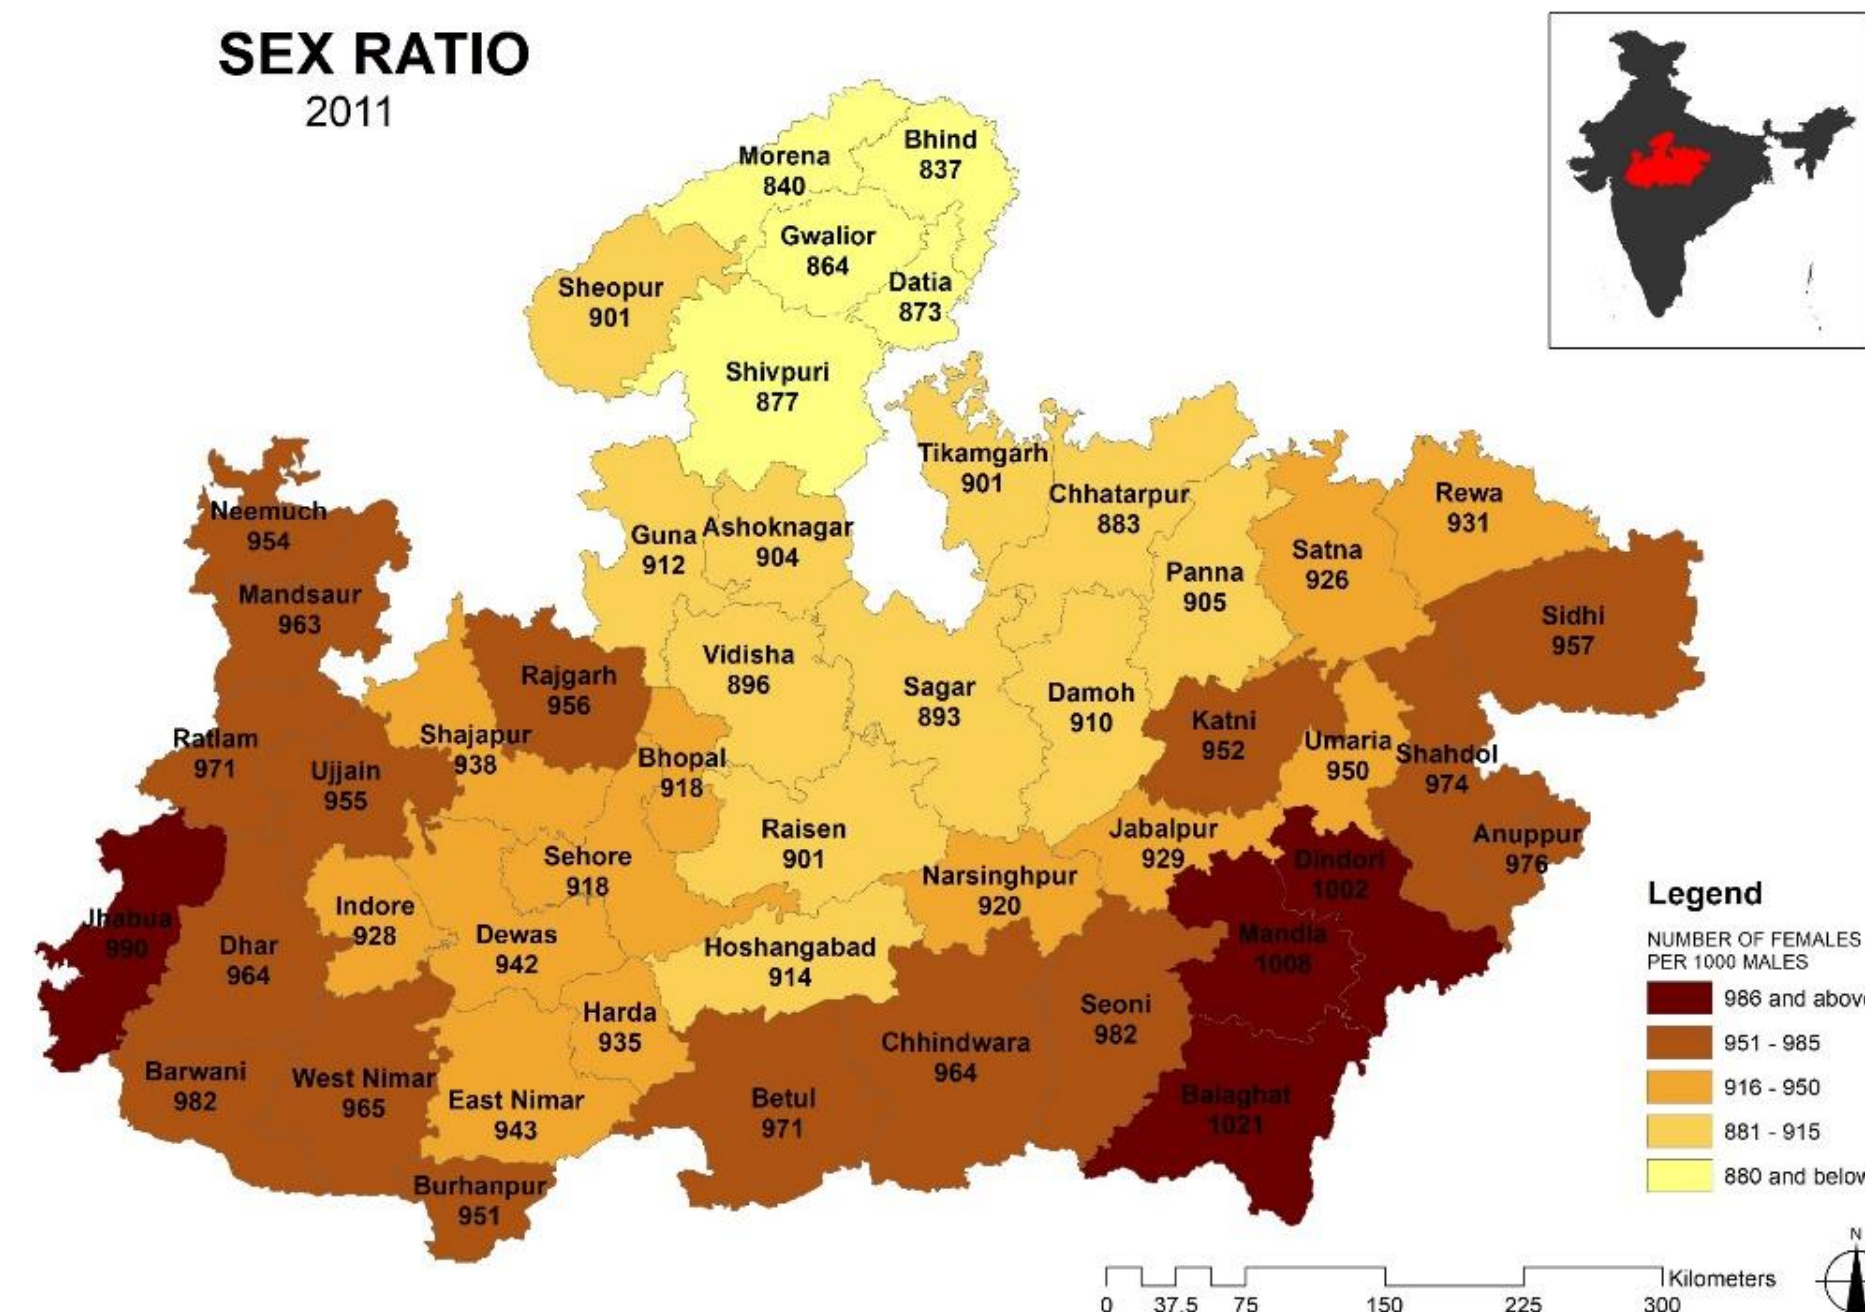 SEX RATIO
2011
Bhind
837
Morena
840
Gwalior
864
Datia
873
Sheopur
901
Shivpuri
877
Tikamgarh
901
Chhatarpur
883
Rewa
931
Neemuch
954
Guna
912
Ashoknagar
904
Satna
926
Panna
905
Mandsaur
963
Sidhi
957
Vidisha
896
Rajgarh
956
Sagar
893
Damoh
910
Katni
952
Umaria
950
Shahdol
974
Ratlam
971
Ujjain
955
Shajapur
938
Bhopal
918
Raisen
901
Jabalpur
929
Anuppur
976
Sehore
918
Dindori
1002
Narsinghpur
920
Jhabua
990
Indore
928
Dhar
964
Dewas
942
Hoshangabad
914
Mandla
1008
Harda
935
Seoni
982
Chhindwara
964
Barwani
982
West Nimar
965
East Nimar
943
Betul
971
Balaghat
1021
Burhanpur
951
Legend
NUMBER OF FEMALES
PER 1000 MALES
986 and above
951 - 985
916 - 950
881 - 915
880 and below
N
Kilometers
0 37.5 75 150 225 300